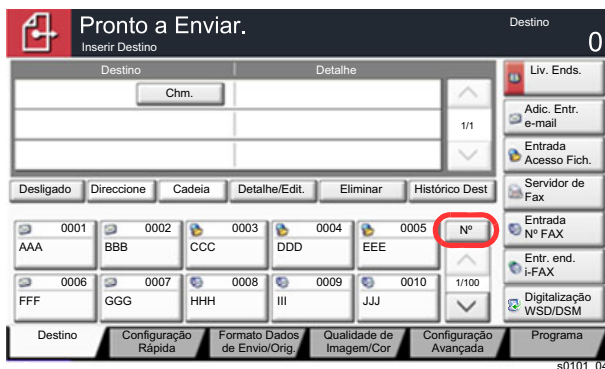 Pronto a Enviar.
Inserir Destino
Destino
0
Destino
Detalhe
Chm.
1/1
Desligado
Direccione
Cadeia
Detalhe/Edit.
Eliminar
Histórico Dest
0001
AAA
0002
BBB
0003
CCC
0004
DDD
0005
EEE
Nº
0006
FFF
0007
GGG
0008
HHH
0009
III
0010
JJJ
1/100
Liv. Ends.
Adic. Entr.
e-mail
Entrada
Acesso Fich.
Servidor de
Fax
Entrada
Nº FAX
Entr. end.
i-FAX
Digitalização
WSD/DSM
Destino
Configuração
Rápida
Formato Dados
de Envio/Orig.
Qualidade de
Imagem/Cor
Configuração
Avançada
Programa
s0101_04